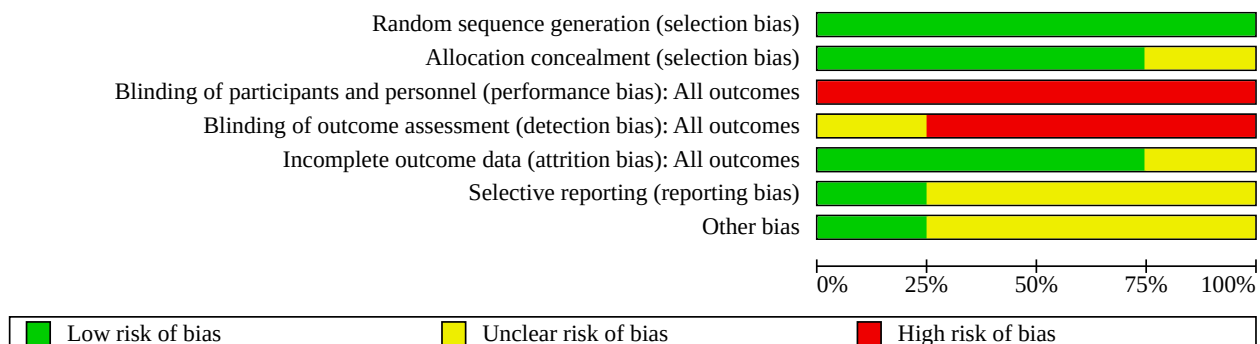 Random sequence generation (selection bias)
Allocation concealment (selection bias)
Blinding of participants and personnel (performance bias): All outcomes
Blinding of outcome assessment (detection bias): All outcomes
Incomplete outcome data (attrition bias): All outcomes
Selective reporting (reporting bias)
Other bias
0% 25% 50% 75% 100%
Low risk of bias Unclear risk of bias High risk of bias